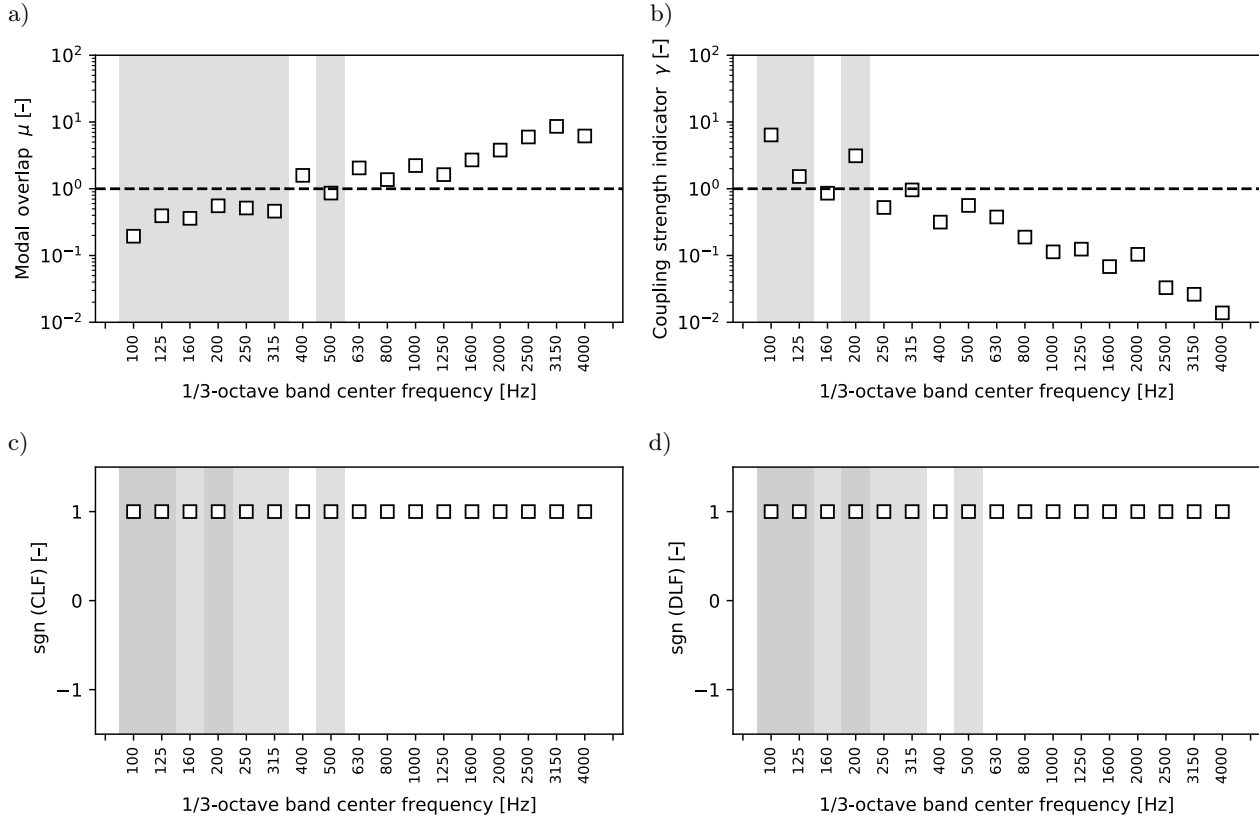 a)
10²
10¹
10⁰
10⁻¹
10⁻²
Modal overlap μ [–]
100 125 160 200 250 315 400 500 630 800 1000 1250 1600 2000 2500 3150 4000
1/3-octave band center frequency [Hz]
b)
10²
10¹
10⁰
10⁻¹
10⁻²
Coupling strength indicator γ [–]
100 125 160 200 250 315 400 500 630 800 1000 1250 1600 2000 2500 3150 4000
1/3-octave band center frequency [Hz]
c)
1
0
−1
sgn (CLF) [–]
100 125 160 200 250 315 400 500 630 800 1000 1250 1600 2000 2500 3150 4000
1/3-octave band center frequency [Hz]
d)
1
0
−1
sgn (DLF) [–]
100 125 160 200 250 315 400 500 630 800 1000 1250 1600 2000 2500 3150 4000
1/3-octave band center frequency [Hz]